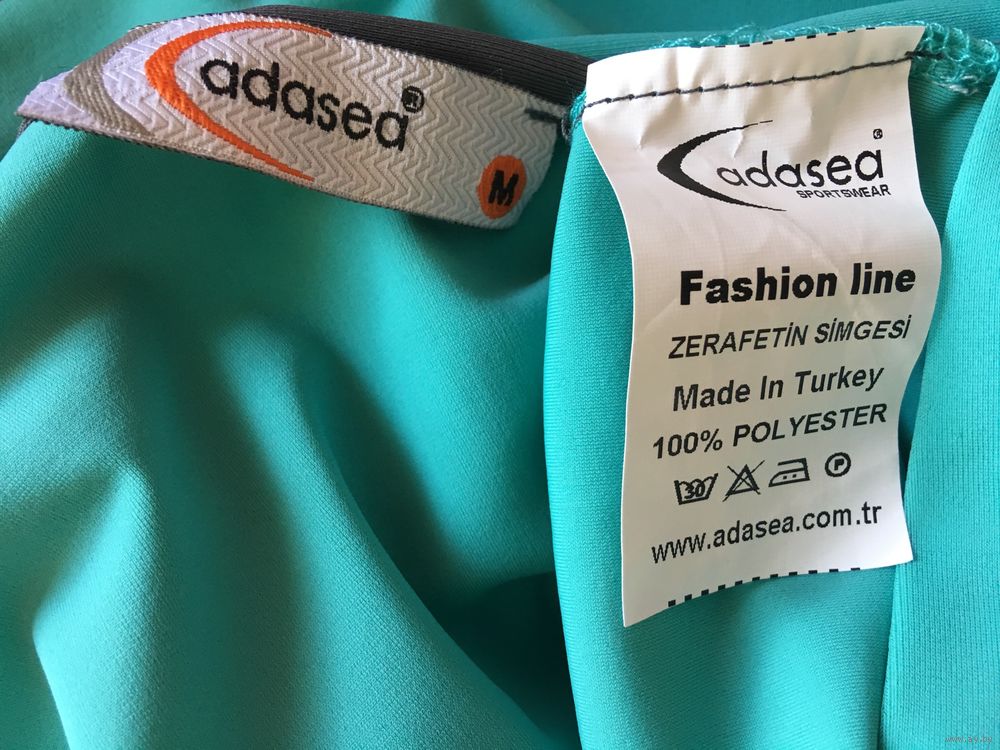 adasea®
M
adasea®
SPORTSWEAR
Fashion line
ZERAFETİN SİMGESİ
Made In Turkey
100% POLYESTER
30
P
www.adasea.com.tr